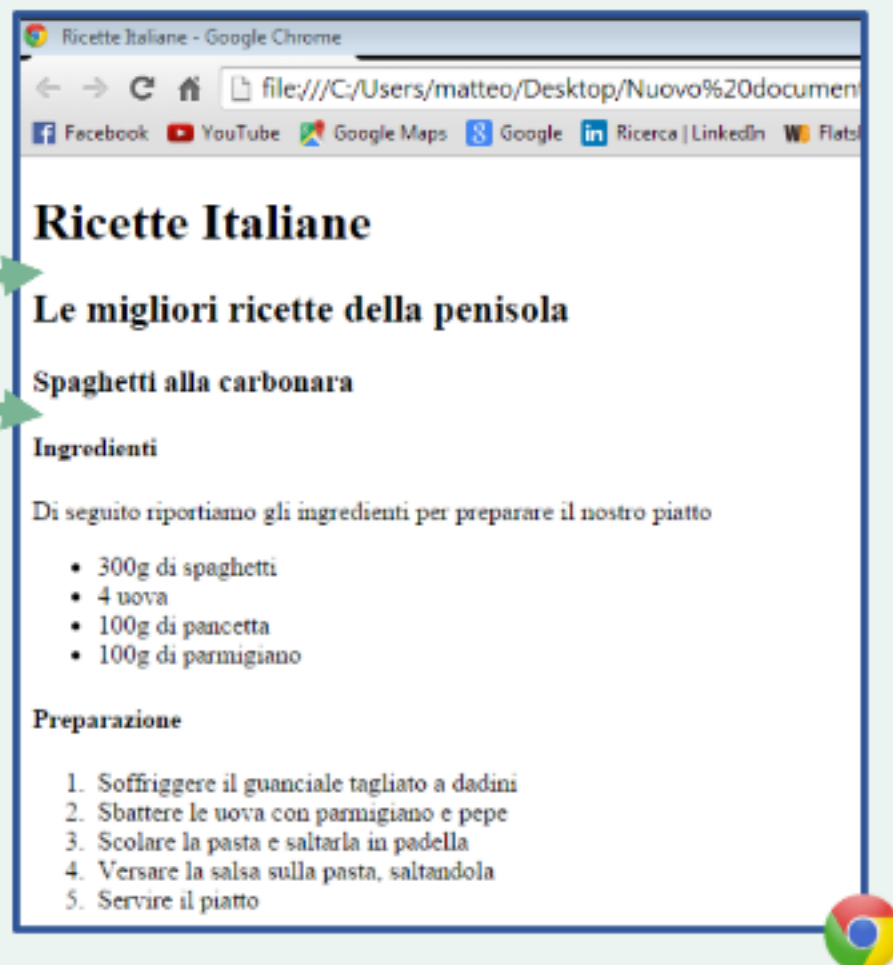 Ricette Italiane - Google Chrome
file:///C:/Users/matteo/Desktop/Nuovo%20documen
Facebook YouTube Google Maps Google Ricerca | LinkedIn
Ricette Italiane
Le migliori ricette della penisola
Spaghetti alla carbonara
Ingredienti
Di seguito riportiamo gli ingredienti per preparare il nostro piatto
• 300g di spaghetti
• 4 uova
• 100g di pancetta
• 100g di parmigiano
Preparazione
1. Soffriggere il guanciale tagliato a dadini
2. Sbattere le uova con parmigiano e pepe
3. Scolare la pasta e saltarla in padella
4. Versare la salsa sulla pasta, saltandola
5. Servire il piatto